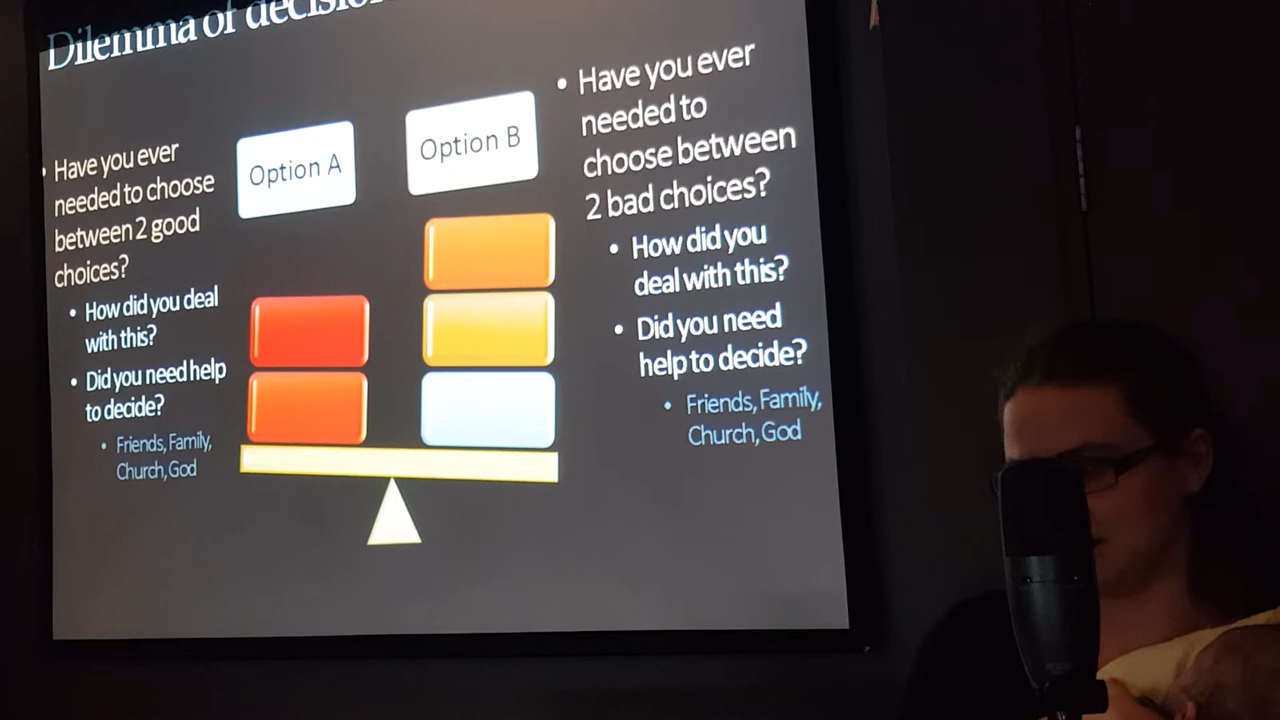 Dilemma of decision
Have you ever
needed to choose
between 2 good
choices?
How did you deal
with this?
Did you need help
to decide?
Friends, Family,
Church, God
Option A
Option B
Have you ever
needed to
choose between
2 bad choices?
How did you
deal with this?
Did you need
help to decide?
Friends, Family,
Church, God